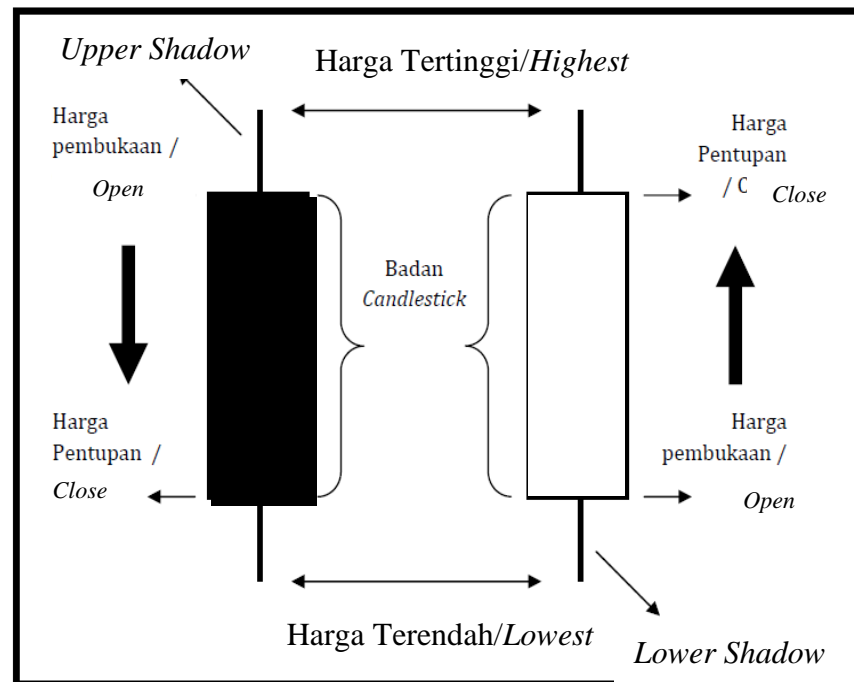 Upper Shadow
Harga Tertinggi/Highest
Harga
pembukaan /
Open
Harga
Pentupan
/ C
Close
Badan
Candlestick
Harga
Pentupan /
Close
Harga
pembukaan /
Open
Harga Terendah/Lowest
Lower Shadow